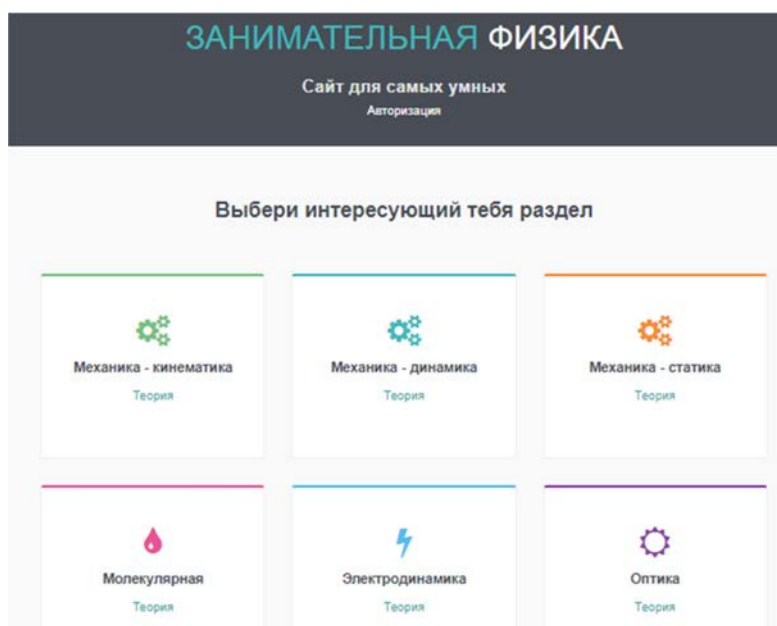 ЗАНИМАТЕЛЬНАЯ ФИЗИКА
Сайт для самых умных
Авторизация
Выбери интересующий тебя раздел
Механика - кинематика
Теория
Механика - динамика
Теория
Механика - статика
Теория
Молекулярная
Теория
Электродинамика
Теория
Оптика
Теория